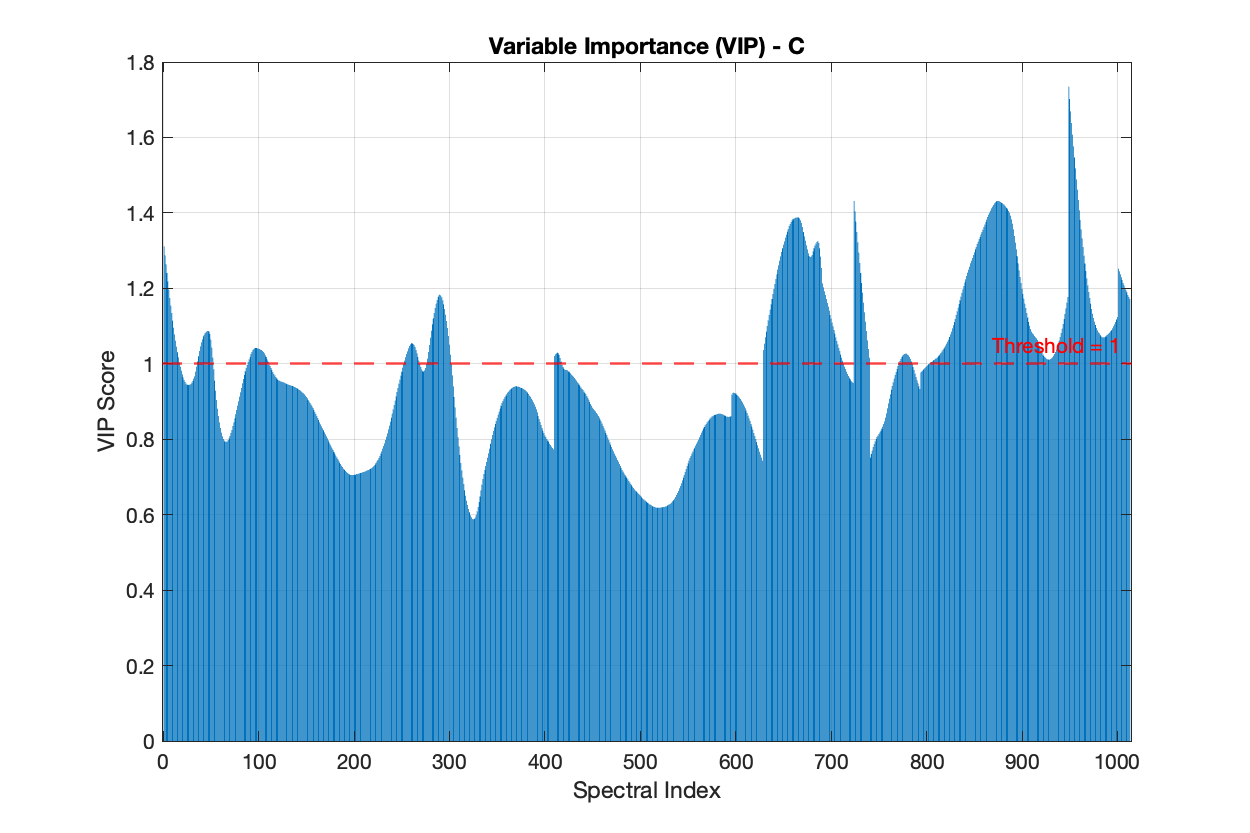 Variable Importance (VIP) - C
1.8
1.6
1.4
1.2
1
0.8
0.6
0.4
0.2
0
VIP Score
Threshold = 1
0 100 200 300 400 500 600 700 800 900 1000
Spectral Index